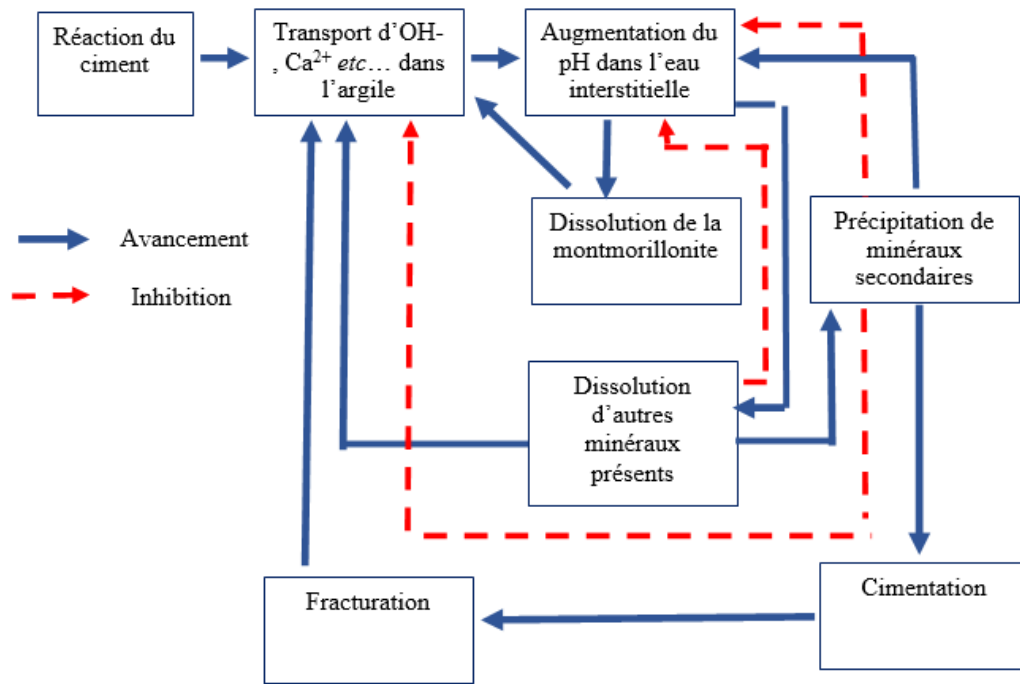 Réaction du
ciment
Transport d'OH-
, Ca²⁺ etc… dans
l'argile
Augmentation du
pH dans l'eau
interstitielle
Avancement
Inhibition
Dissolution de la
montmorillonite
Précipitation de
minéraux
secondaires
Dissolution
d'autres
minéraux
présents
Fracturation
Cimentation